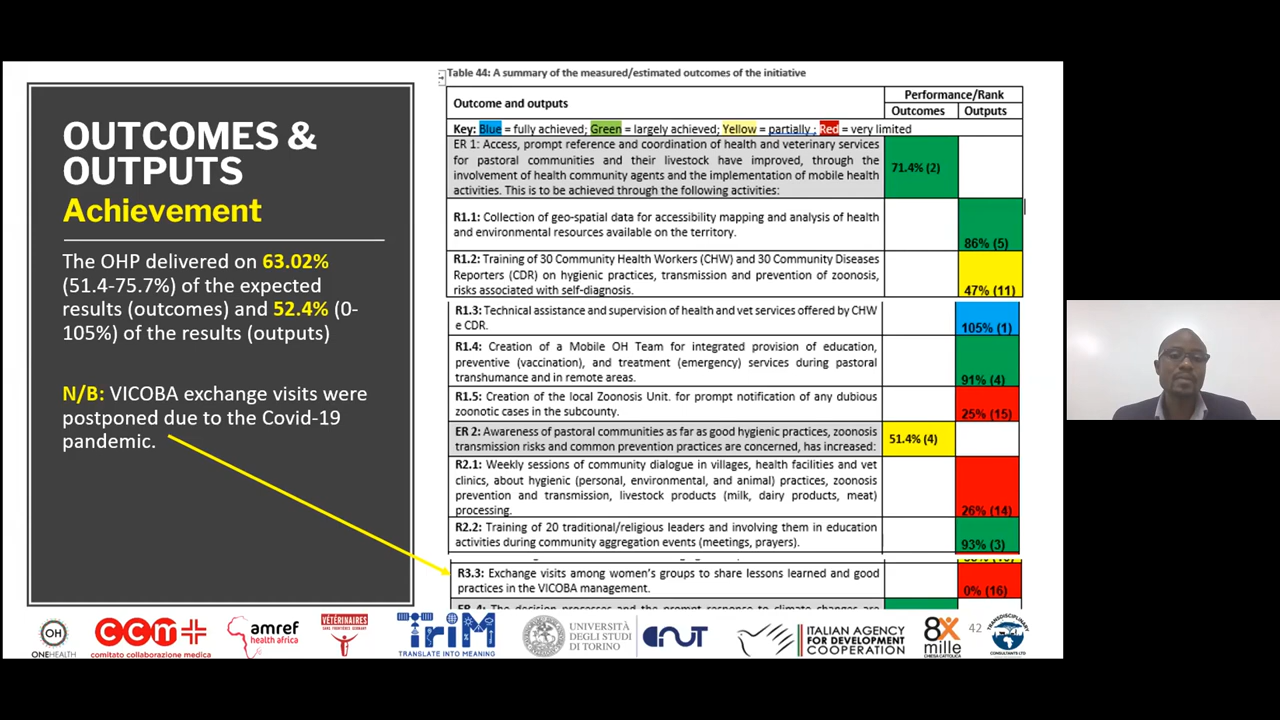 OUTCOMES &
OUTPUTS
Achievement
The OHP delivered on 63.02%
(51.4-75.7%) of the expected
results (outcomes) and 52.4% (0-
105%) of the results (outputs)
N/B: VICOBA exchange visits were
postponed due to the Covid-19
pandemic.
Table 44: A summary of the measured/estimated outcomes of the initiative
Outcome and outputs
Performance/Rank
Outcomes
Outputs
Key: Blue = fully achieved; Green = largely achieved; Yellow = partially ; Red = very limited
ER 1: Access, prompt reference and coordination of health and veterinary services
for pastoral communities and their livestock have improved, through the
involvement of health community agents and the implementation of mobile health
activities. This is to be achieved through the following activities:
71.4% (2)
R1.1: Collection of geo-spatial data for accessibility mapping and analysis of health
and environmental resources available on the territory.
86% (5)
R1.2: Training of 30 Community Health Workers (CHW) and 30 Community Diseases
Reporters (CDR) on hygienic practices, transmission and prevention of zoonosis,
risks associated with self-diagnosis.
47% (11)
R1.3: Technical assistance and supervision of health and vet services offered by CHW
e CDR.
105% (1)
R1.4: Creation of a Mobile OH Team for integrated provision of education,
preventive (vaccination), and treatment (emergency) services during pastoral
transhumance and in remote areas.
91% (4)
R1.5: Creation of the local Zoonosis Unit. for prompt notification of any dubious
zoonotic cases in the subcounty.
25% (15)
ER 2: Awareness of pastoral communities as far as good hygienic practices, zoonosis
transmission risks and common prevention practices are concerned, has increased:
51.4% (4)
R2.1: Weekly sessions of community dialogue in villages, health facilities and vet
clinics, about hygienic (personal, environmental, and animal) practices, zoonosis
prevention and transmission, livestock products (milk, dairy products, meat)
processing.
26% (14)
R2.2: Training of 20 traditional/religious leaders and involving them in education
activities during community aggregation events (meetings, prayers).
93% (3)
R3.3: Exchange visits among women's groups to share lessons learned and good
practices in the VICOBA management.
0% (16)
OH
ONEHEALTH
ccm
comitato collaborazione medica
amref
health africa
VÉTÉRINAIRES
TriM
TRANSLATE INTO MEANING
UNIVERSITÀ
DEGLI STUDI
DI TORINO
ITALIAN AGENCY
FOR DEVELOPMENT
COOPERATION
8X
mille
CHIESA CATTOLICA
42
TRANSDISCIPLINARY
CONSULTANTS LTD